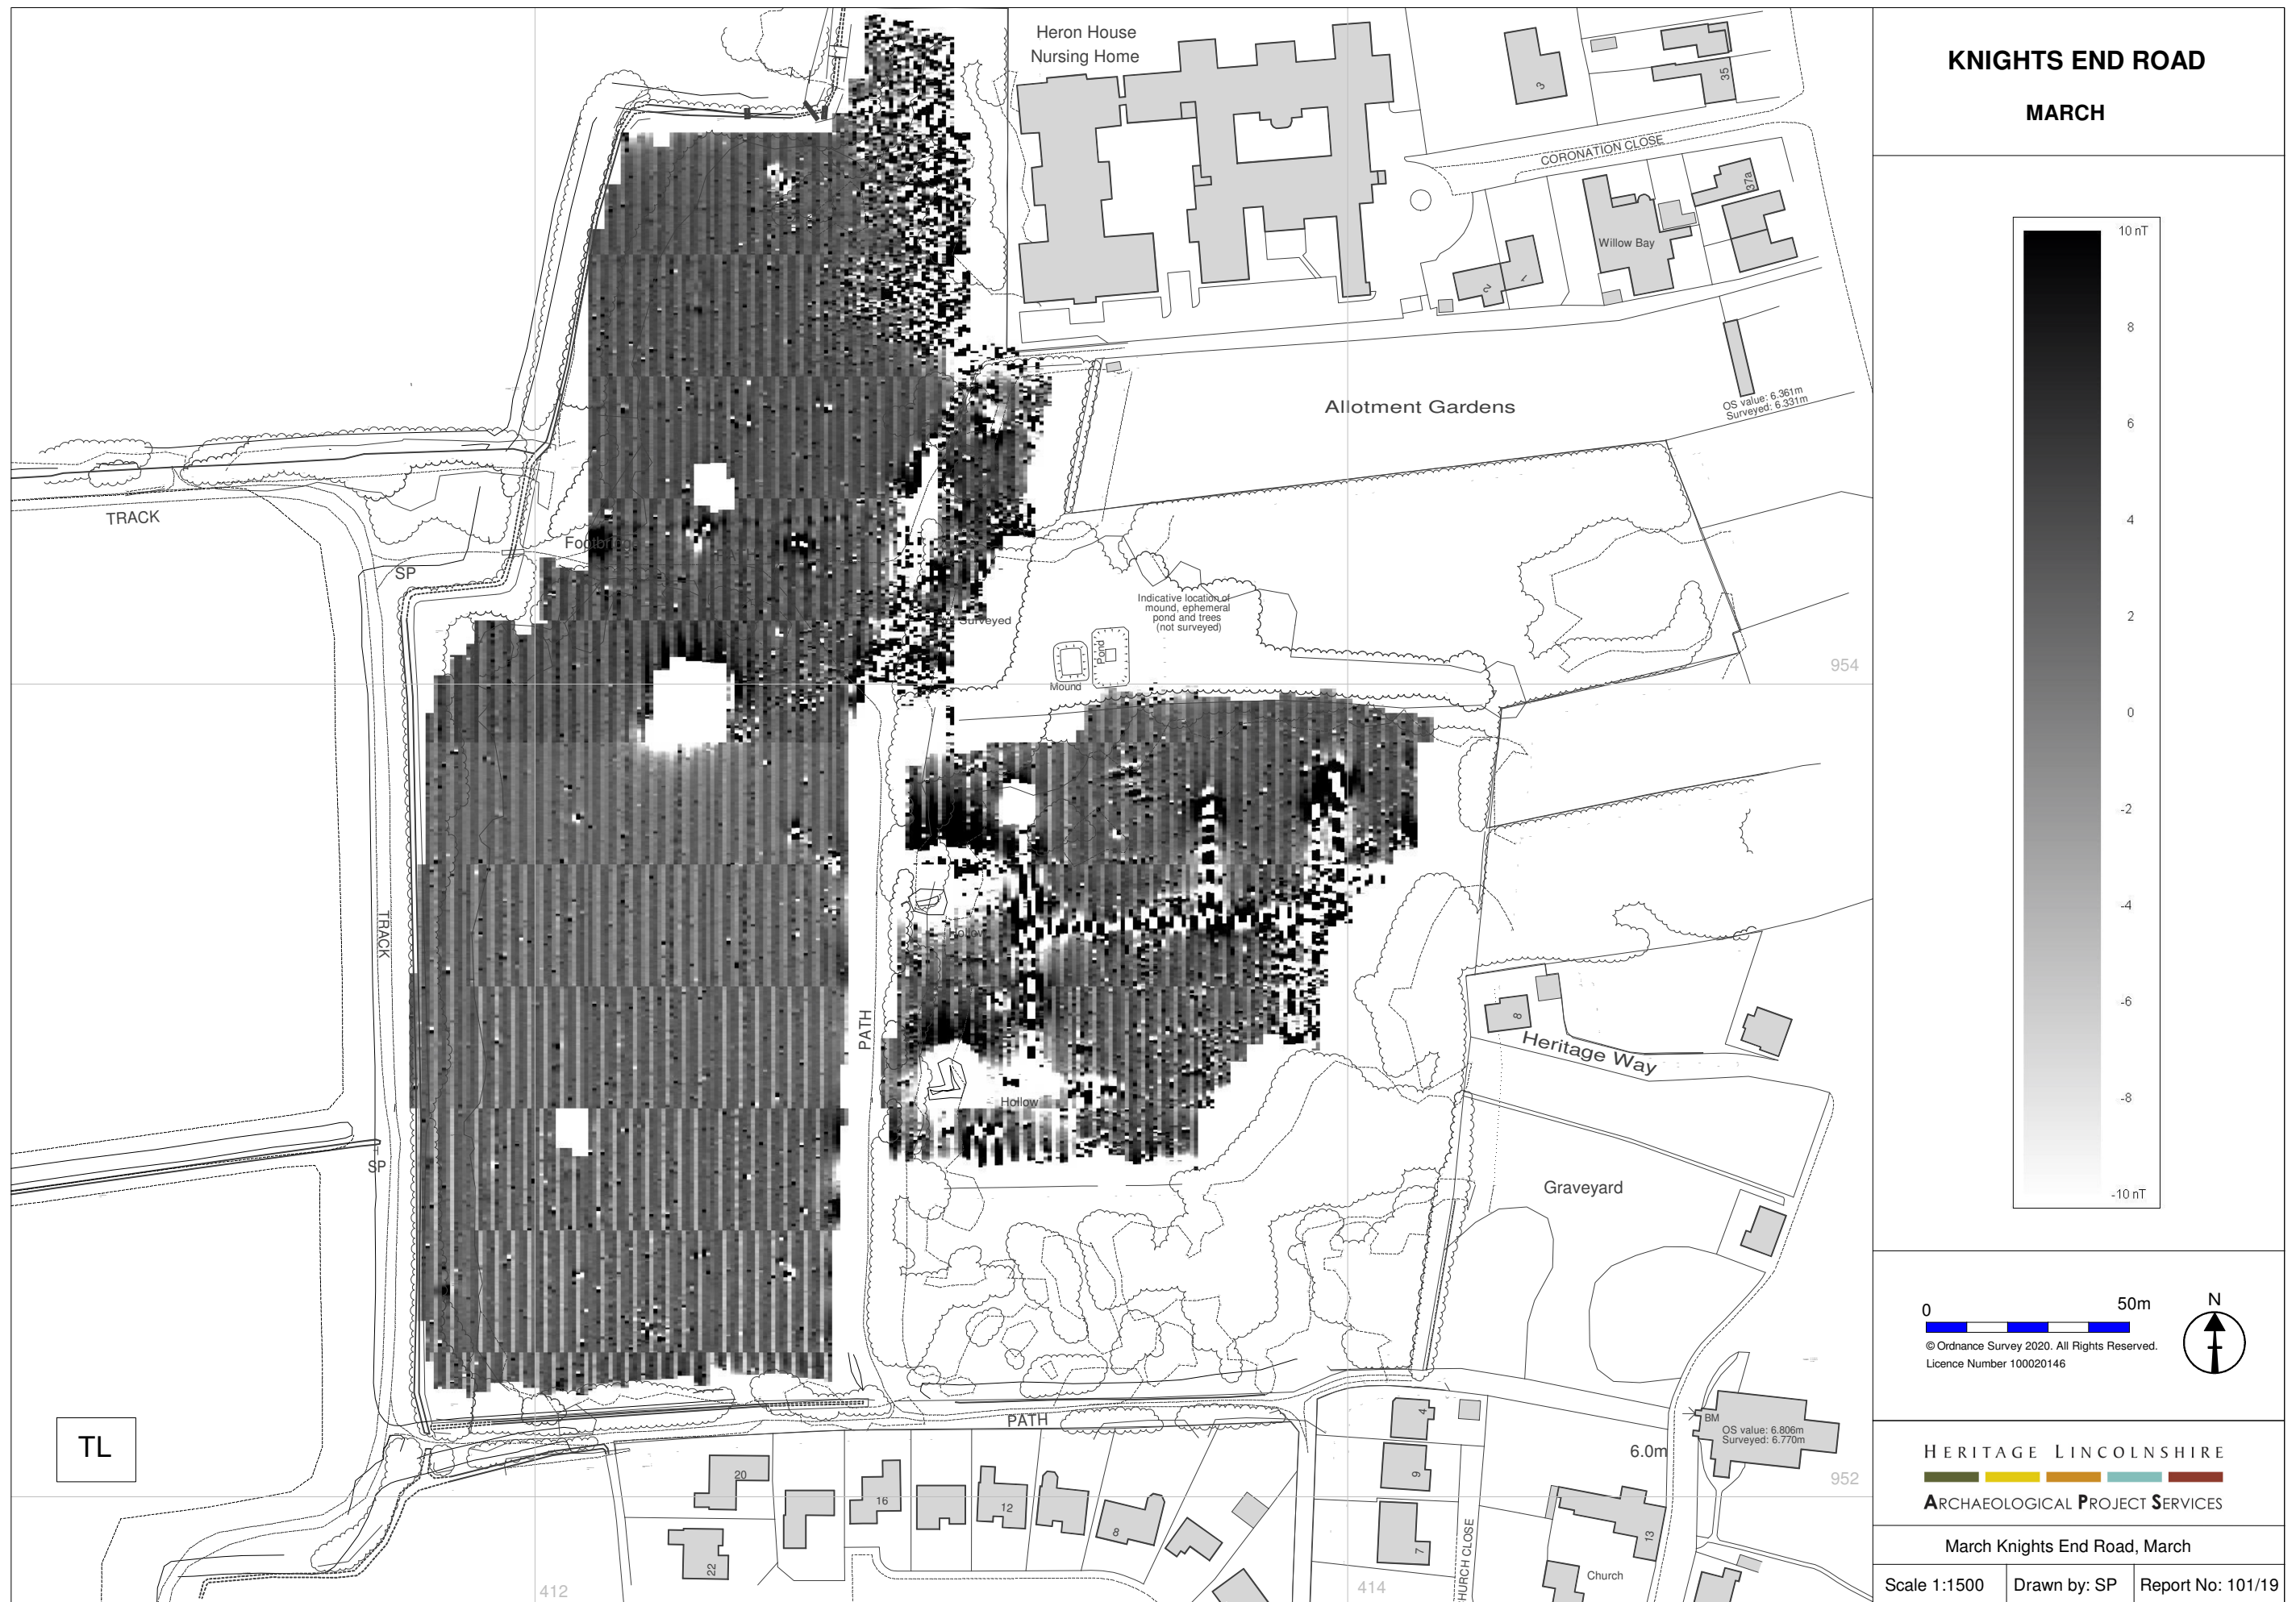 Heron House
Nursing Home
3
35
CORONATION CLOSE
37a
Willow Bay
1
2
OS value: 6.361m
Surveyed: 6.331m
Allotment Gardens
TRACK
SP
Indicative location of
mound, ephemeral
pond and trees
(not surveyed)
Surveyed
Pond
Mound
954
TRACK
Hollow
PATH
8
Heritage Way
Hollow
SP
Graveyard
PATH
4
BM
OS value: 6.806m
Surveyed: 6.770m
6.0m
TL
20
16
12
8
9
952
22
7
13
CHURCH CLOSE
Church
412
414
KNIGHTS END ROAD
MARCH
10 nT
8
6
4
2
0
-2
-4
-6
-8
-10 nT
0
50m
N
© Ordnance Survey 2020. All Rights Reserved.
Licence Number 100020146
HERITAGE LINCOLNSHIRE
ARCHAEOLOGICAL PROJECT SERVICES
March Knights End Road, March
Scale 1:1500
Drawn by: SP
Report No: 101/19